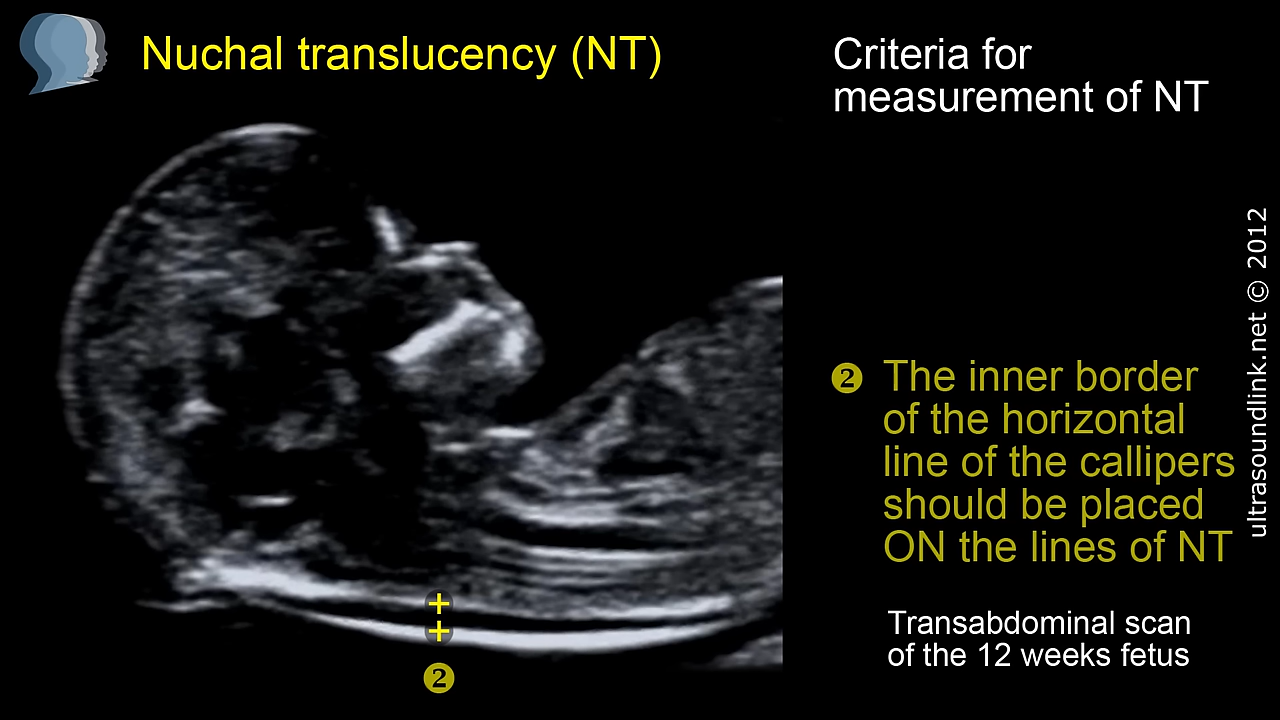 Nuchal translucency (NT)
Criteria for
measurement of NT
❷ The inner border
of the horizontal
line of the callipers
should be placed
ON the lines of NT
Transabdominal scan
of the 12 weeks fetus
❷
ultrasoundlink.net © 2012